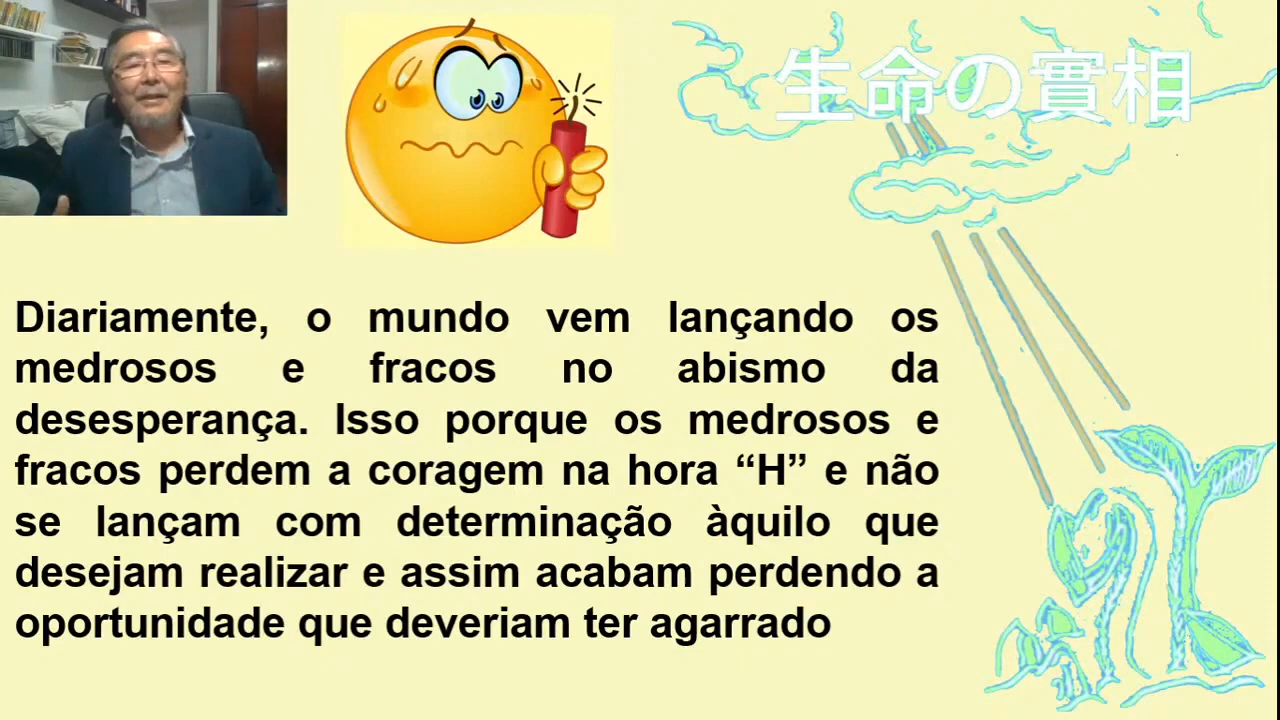 生命の實相
Diariamente, o mundo vem lançando os
medrosos e fracos no abismo da
desesperança. Isso porque os medrosos e
fracos perdem a coragem na hora “H” e não
se lançam com determinação àquilo que
desejam realizar e assim acabam perdendo a
oportunidade que deveriam ter agarrado